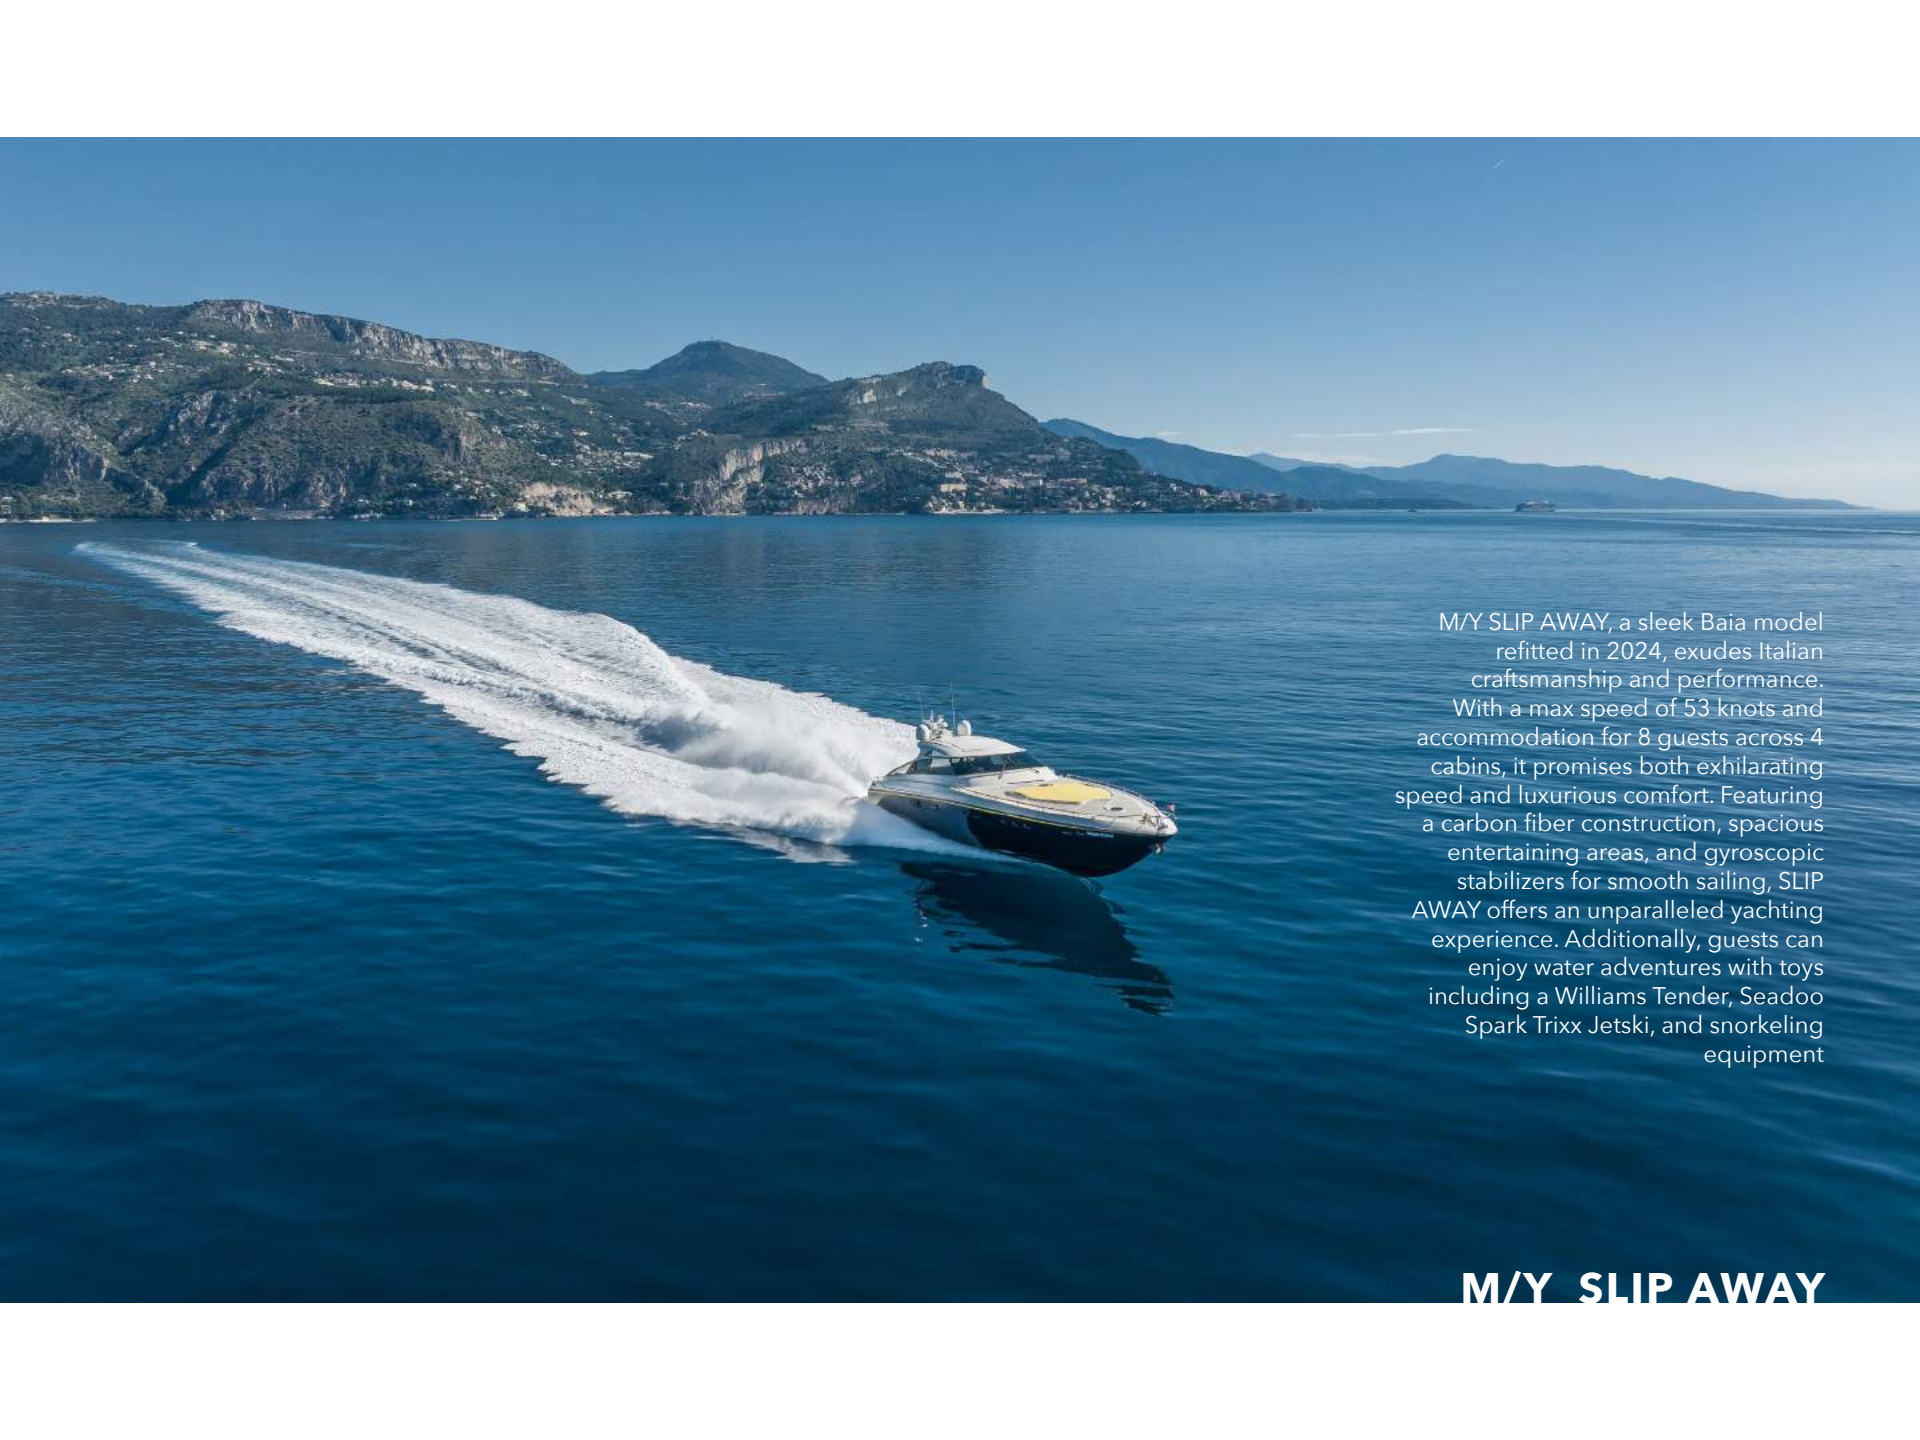 M/Y SLIP AWAY, a sleek Baia model
refitted in 2024, exudes Italian
craftsmanship and performance.
With a max speed of 53 knots and
accommodation for 8 guests across 4
cabins, it promises both exhilarating
speed and luxurious comfort. Featuring
a carbon fiber construction, spacious
entertaining areas, and gyroscopic
stabilizers for smooth sailing, SLIP
AWAY offers an unparalleled yachting
experience. Additionally, guests can
enjoy water adventures with toys
including a Williams Tender, Seadoo
Spark Trixx Jetski, and snorkeling
equipment
M/Y SLIP AWAY